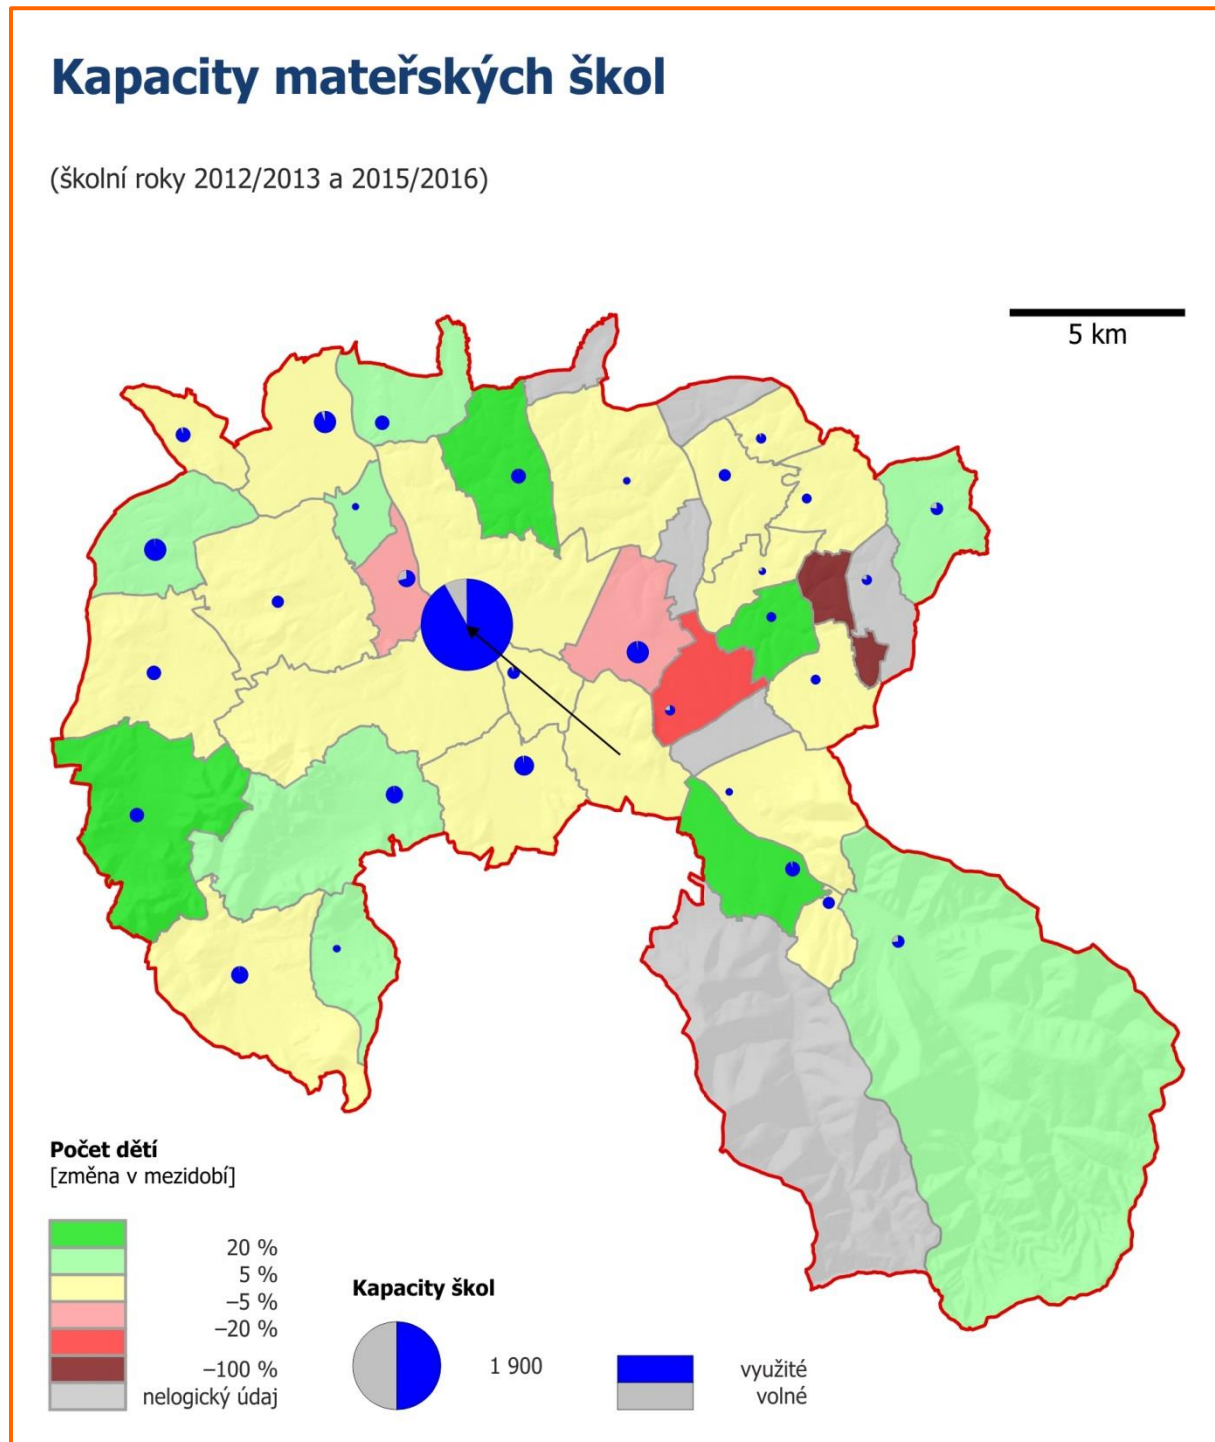 Kapacity mateřských škol
(školní roky 2012/2013 a 2015/2016)
5 km
Počet dětí
[změna v mezidobí]
20 %
5 %
–5 %
–20 %
–100 %
nelogický údaj
Kapacity škol
1 900
využité
volné